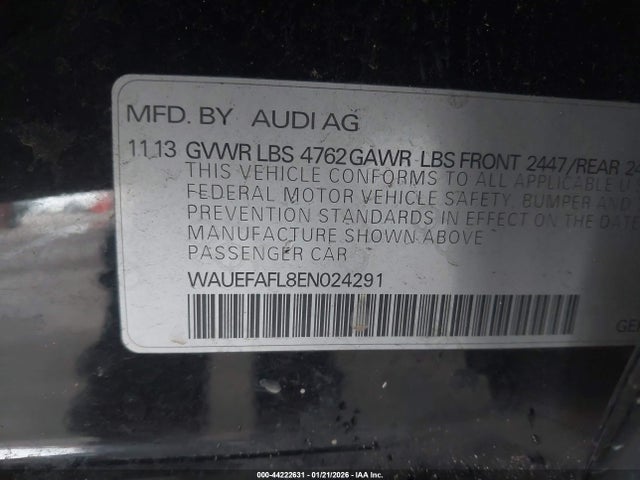 MFD. BY AUDI AG
11.13 GVWR LBS 4762 GAWR LBS FRONT 2447/REAR
THIS VEHICLE CONFORMS TO ALL APPLICABLE
FEDERAL MOTOR VEHICLE SAFETY, BUMPER AND
PREVENTION STANDARDS IN EFFECT ON THE DATE
MANUFACTURE SHOWN ABOVE
PASSENGER CAR
WAUEFAFL8EN024291
000-44222631 - 01/21/2026 - IAA Inc.